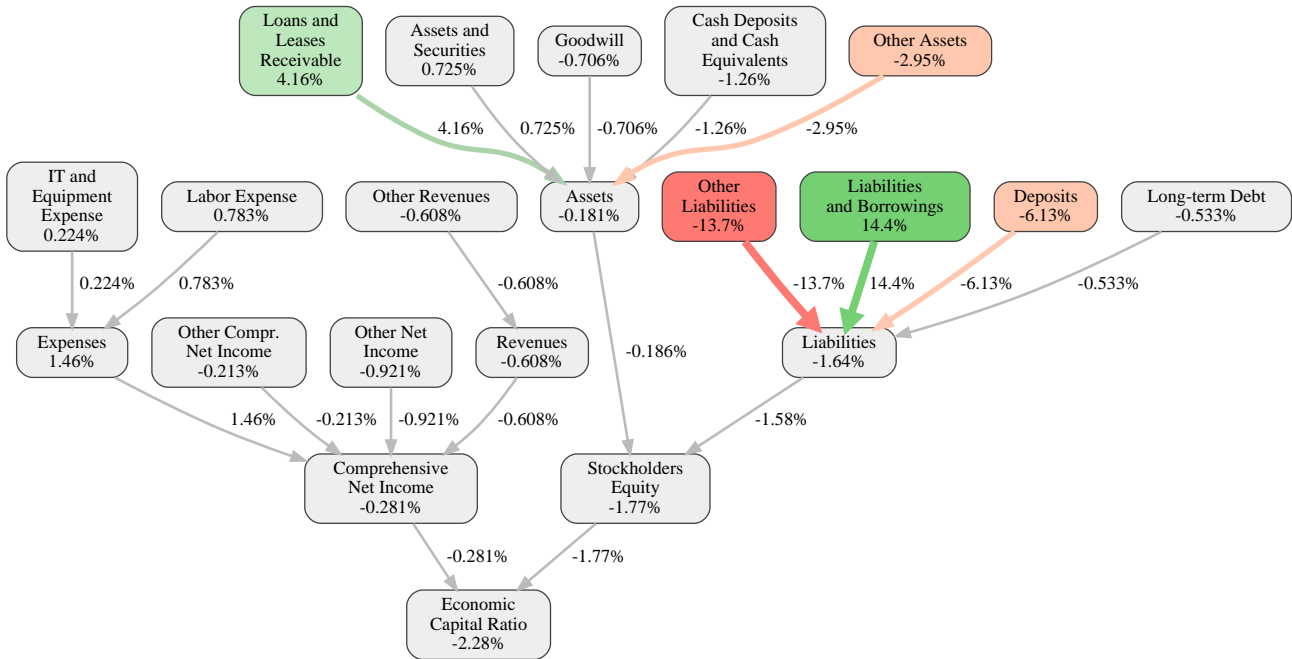 Loans and
Leases
Receivable
4.16%
Assets and
Securities
0.725%
Goodwill
-0.706%
Cash Deposits
and Cash
Equivalents
-1.26%
Other Assets
-2.95%
4.16%
0.725%
-0.706%
-1.26%
-2.95%
IT and
Equipment
Expense
0.224%
Labor Expense
0.783%
Other Revenues
-0.608%
Assets
-0.181%
Other
Liabilities
-13.7%
Liabilities
and Borrowings
14.4%
Deposits
-6.13%
Long-term Debt
-0.533%
0.224%
0.783%
-0.608%
-13.7%
14.4%
-6.13%
-0.533%
Expenses
1.46%
Other Compr.
Net Income
-0.213%
Other Net
Income
-0.921%
Revenues
-0.608%
-0.186%
Liabilities
-1.64%
1.46%
-0.213%
-0.921%
-0.608%
-1.58%
Comprehensive
Net Income
-0.281%
Stockholders
Equity
-1.77%
-0.281%
-1.77%
Economic
Capital Ratio
-2.28%